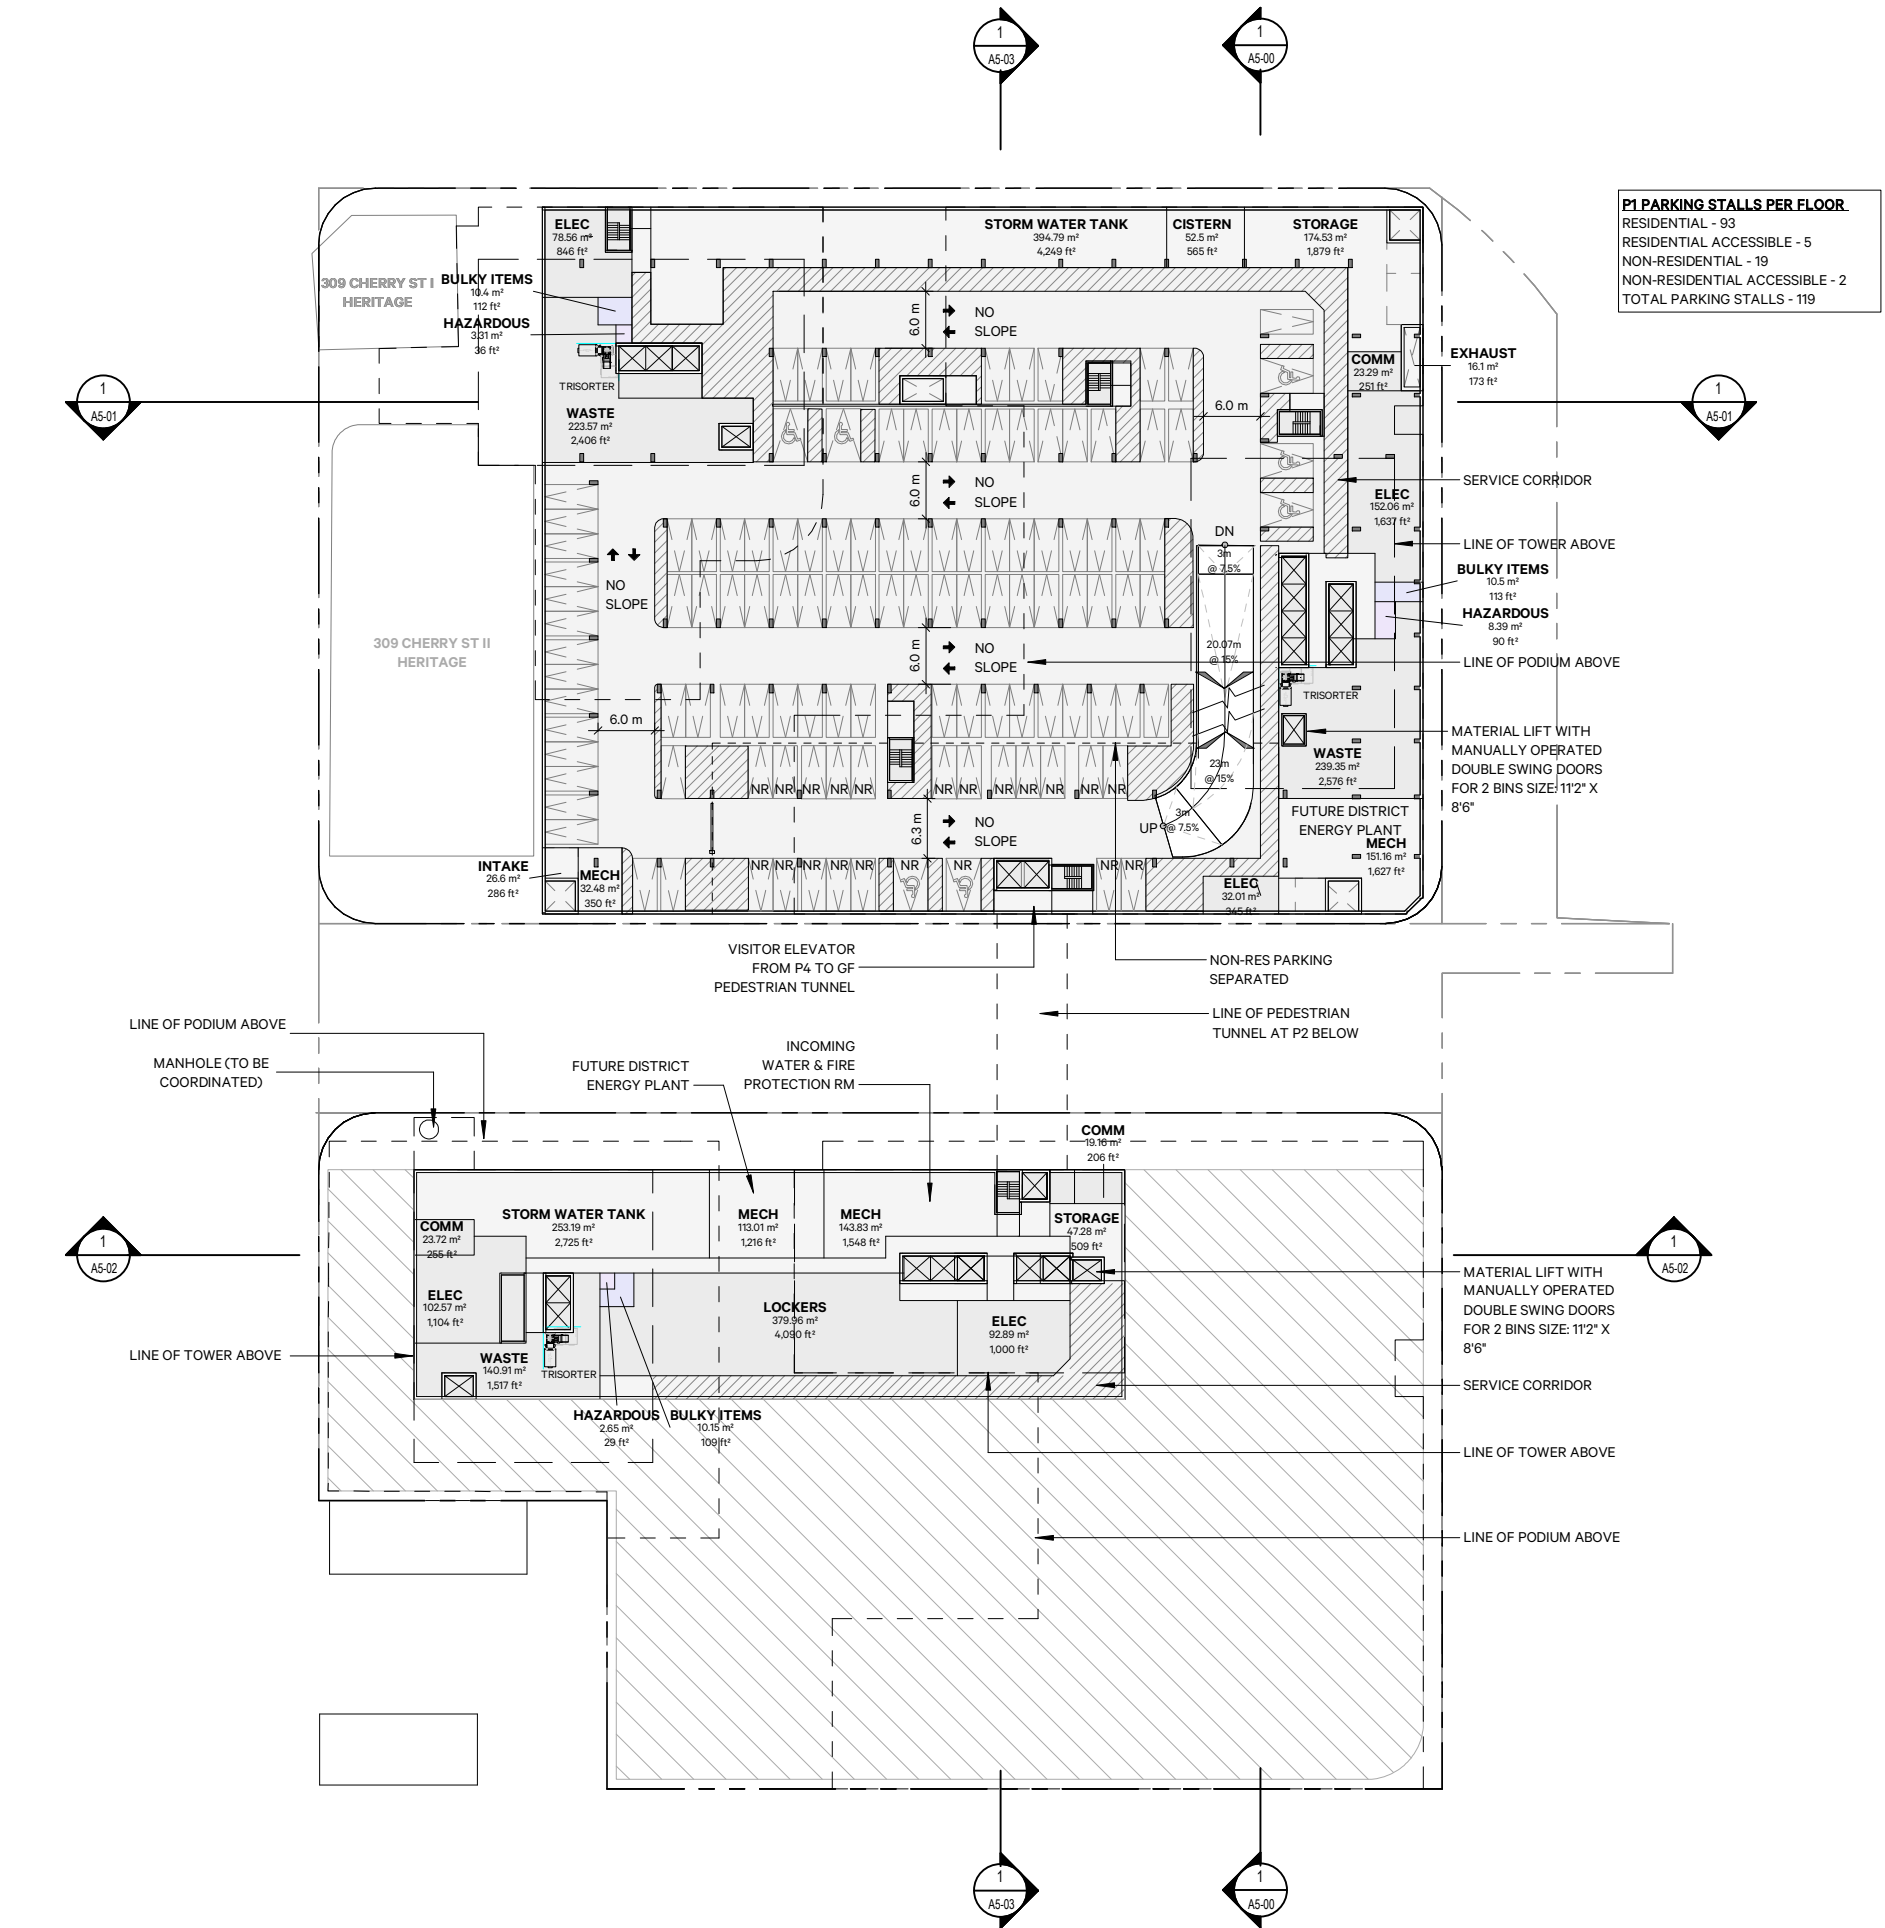 1
A5-03
1
A5-00
P1 PARKING STALLS PER FLOOR
RESIDENTIAL - 93
RESIDENTIAL ACCESSIBLE - 5
NON-RESIDENTIAL - 19
NON-RESIDENTIAL ACCESSIBLE - 2
TOTAL PARKING STALLS - 119
ELEC
78.56 m²
846 ft²
STORM WATER TANK
394.79 m²
4,249 ft²
CISTERN
52.5 m²
565 ft²
STORAGE
174.53 m²
1,879 ft²
309 CHERRY ST I
HERITAGE
BULKY ITEMS
10.4 m²
112 ft²
HAZARDOUS
3.31 m²
36 ft²
TRISORTER
6.0 m
NO
SLOPE
COMM
23.29 m²
251 ft²
EXHAUST
16.1 m²
173 ft²
1
A5-01
WASTE
223.57 m²
2,406 ft²
6.0 m
1
A5-01
6.0 m
NO
SLOPE
SERVICE CORRIDOR
ELEC
152.06 m²
1,637 ft²
DN
3m
@ 7.5%
LINE OF TOWER ABOVE
NO
SLOPE
BULKY ITEMS
10.5 m²
113 ft²
HAZARDOUS
8.39 m²
90 ft²
309 CHERRY ST II
HERITAGE
6.0 m
NO
SLOPE
20.07m
@ 15%
LINE OF PODIUM ABOVE
TRISORTER
6.0 m
MATERIAL LIFT WITH
MANUALLY OPERATED
DOUBLE SWING DOORS
FOR 2 BINS SIZE: 11'2" X
8'6"
WASTE
239.35 m²
2,576 ft²
23m
@ 15%
NR NR NR NR NR NR NR NR NR NR NR NR
FUTURE DISTRICT
ENERGY PLANT
MECH
151.16 m²
1,627 ft²
6.3 m
NO
SLOPE
3m
@ 7.5%
UP
INTAKE
26.6 m²
286 ft²
MECH
32.48 m²
350 ft²
NR NR NR NR NR NR NR NR NR
ELEC
32.01 m²
345 ft²
VISITOR ELEVATOR
FROM P4 TO GF
PEDESTRIAN TUNNEL
NON-RES PARKING
SEPARATED
LINE OF PEDESTRIAN
TUNNEL AT P2 BELOW
LINE OF PODIUM ABOVE
MANHOLE (TO BE
COORDINATED)
FUTURE DISTRICT
ENERGY PLANT
INCOMING
WATER & FIRE
PROTECTION RM
COMM
19.16 m²
206 ft²
STORM WATER TANK
253.19 m²
2,725 ft²
MECH
113.01 m²
1,216 ft²
MECH
143.83 m²
1,548 ft²
STORAGE
47.28 m²
509 ft²
COMM
23.72 m²
255 ft²
1
A5-02
1
A5-02
MATERIAL LIFT WITH
MANUALLY OPERATED
DOUBLE SWING DOORS
FOR 2 BINS SIZE: 11'2" X
8'6"
ELEC
102.57 m²
1,104 ft²
LOCKERS
379.96 m²
4,090 ft²
ELEC
92.89 m²
1,000 ft²
LINE OF TOWER ABOVE
WASTE
140.91 m²
1,517 ft²
TRISORTER
SERVICE CORRIDOR
HAZARDOUS
2.65 m²
29 ft²
BULKY ITEMS
10.15 m²
109 ft²
LINE OF TOWER ABOVE
LINE OF PODIUM ABOVE
1
A5-03
1
A5-00